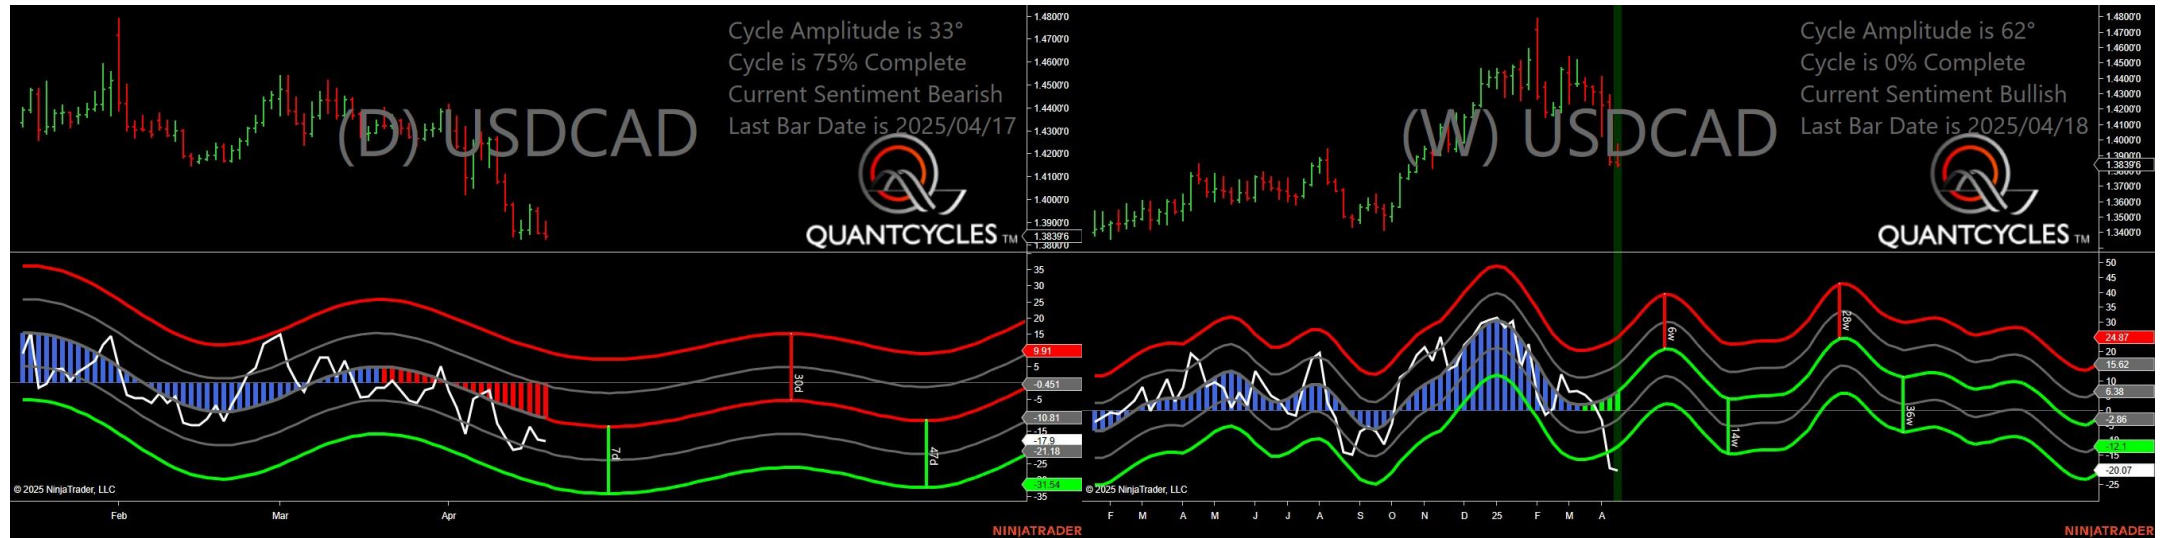 Cycle Amplitude is 33°
Cycle is 75% Complete
Current Sentiment Bearish
Last Bar Date is 2025/04/17
(D) USDCAD
QUANTCYCLES TM
1.4800'0
1.4700'0
1.4600'0
1.4500'0
1.4400'0
1.4300'0
1.4200'0
1.4100'0
1.4000'0
1.3900'0
1.3839'6
1.3800'0
35
30
25
20
15
9.91
5
-0.451
-5
-10.81
-15
-17.9
-21.18
-25
-31.54
-35
30d
7d
47d
© 2025 NinjaTrader, LLC
Feb Mar Apr
NINJATRADER
Cycle Amplitude is 62°
Cycle is 0% Complete
Current Sentiment Bullish
Last Bar Date is 2025/04/18
(W) USDCAD
QUANTCYCLES TM
1.4800'0
1.4700'0
1.4600'0
1.4500'0
1.4400'0
1.4300'0
1.4200'0
1.4100'0
1.4000'0
1.3900'0
1.3839'6
1.3700'0
1.3600'0
1.3500'0
1.3400'0
50
45
40
35
30
24.87
20
15.62
10
6.38
0
-2.86
-12.1
-15
-20.07
-25
6w
28w
14w
36w
© 2025 NinjaTrader, LLC
F M A M J J A S O N D 25 F M A
NINJATRADER